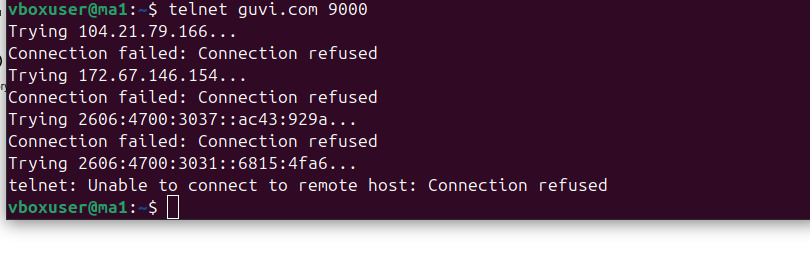 vboxuser@ma1:~$ telnet guvi.com 9000
Trying 104.21.79.166...
Connection failed: Connection refused
Trying 172.67.146.154...
Connection failed: Connection refused
Trying 2606:4700:3037::ac43:929a...
Connection failed: Connection refused
Trying 2606:4700:3031::6815:4fa6...
telnet: Unable to connect to remote host: Connection refused
vboxuser@ma1:~$